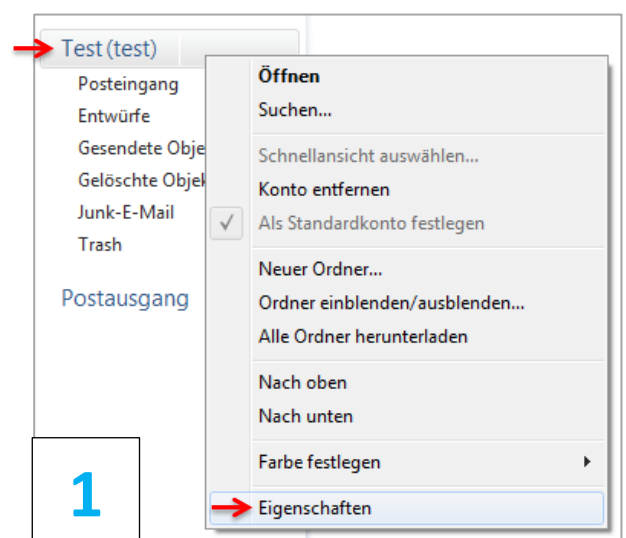 Test (test)
Posteingang
Entwürfe
Gesendete Obje
Gelöschte Objek
Junk-E-Mail
Trash
Postausgang
Öffnen
Suchen...
Schnellansicht auswählen...
Konto entfernen
Als Standardkonto festlegen
Neuer Ordner...
Ordner einblenden/ausblenden...
Alle Ordner herunterladen
Nach oben
Nach unten
Farbe festlegen
Eigenschaften
1